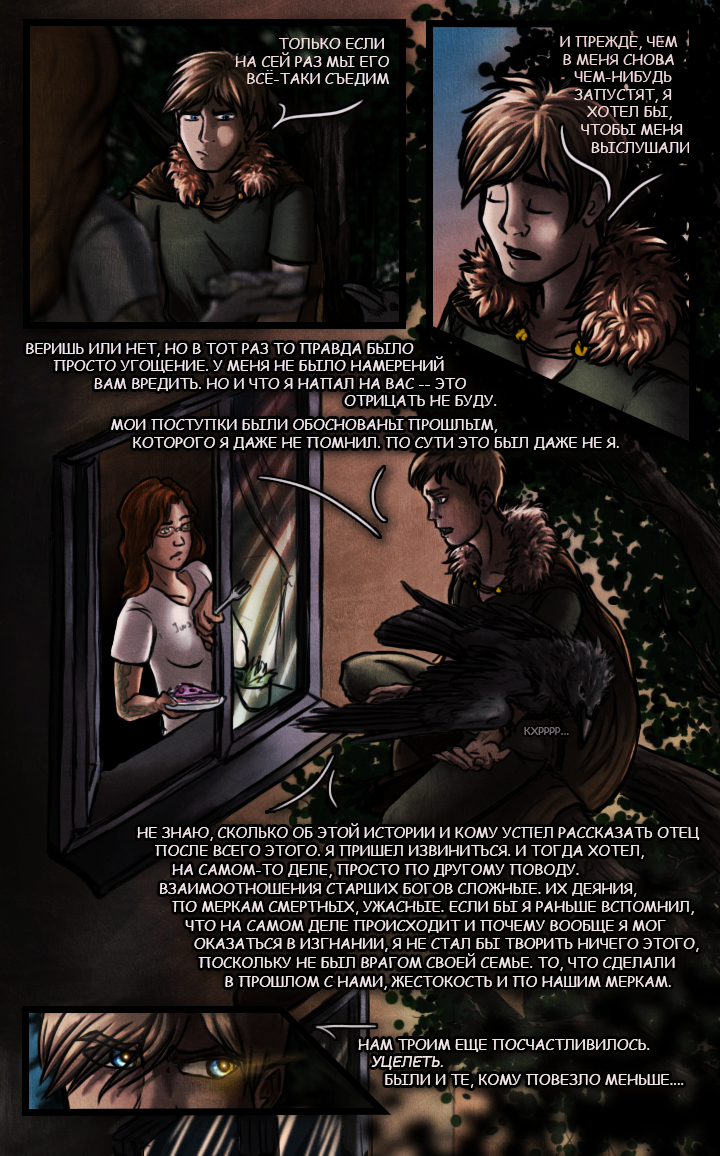 ТОЛЬКО ЕСЛИ
НА СЕЙ РАЗ МЫ ЕГО
ВСЁ-ТАКИ СЪЕДИМ
И ПРЕЖДЕ, ЧЕМ
В МЕНЯ СНОВА
ЧЕМ-НИБУДЬ
ЗАПУСТЯТ, Я
ХОТЕЛ БЫ,
ЧТОБЫ МЕНЯ
ВЫСЛУШАЛИ
ВЕРИШЬ ИЛИ НЕТ, НО В ТОТ РАЗ ТО ПРАВДА БЫЛО
ПРОСТО УГОЩЕНИЕ. У МЕНЯ НЕ БЫЛО НАМЕРЕНИЙ
ВАМ ВРЕДИТЬ. НО И ЧТО Я НАПАЛ НА ВАС -- ЭТО
ОТРИЦАТЬ НЕ БУДУ.
МОИ ПОСТУПКИ БЫЛИ ОБОСНОВАНЫ ПРОШЛЫМ,
КОТОРОГО Я ДАЖЕ НЕ ПОМНИЛ. ПО СУТИ ЭТО БЫЛ ДАЖЕ НЕ Я.
КХРРРР...
НЕ ЗНАЮ, СКОЛЬКО ОБ ЭТОЙ ИСТОРИИ И КОМУ УСПЕЛ РАССКАЗАТЬ ОТЕЦ
ПОСЛЕ ВСЕГО ЭТОГО. Я ПРИШЕЛ ИЗВИНИТЬСЯ. И ТОГДА ХОТЕЛ,
НА САМОМ-ТО ДЕЛЕ, ПРОСТО ПО ДРУГОМУ ПОВОДУ.
ВЗАИМООТНОШЕНИЯ СТАРШИХ БОГОВ СЛОЖНЫЕ. ИХ ДЕЯНИЯ,
ПО МЕРКАМ СМЕРТНЫХ, УЖАСНЫЕ. ЕСЛИ БЫ Я РАНЬШЕ ВСПОМНИЛ,
ЧТО НА САМОМ ДЕЛЕ ПРОИСХОДИТ И ПОЧЕМУ ВООБЩЕ Я МОГ
ОКАЗАТЬСЯ В ИЗГНАНИИ, Я НЕ СТАЛ БЫ ТВОРИТЬ НИЧЕГО ЭТОГО,
ПОСКОЛЬКУ НЕ БЫЛ ВРАГОМ СВОЕЙ СЕМЬЕ. ТО, ЧТО СДЕЛАЛИ
В ПРОШЛОМ С НАМИ, ЖЕСТОКОСТЬ И ПО НАШИМ МЕРКАМ.
НАМ ТРОИМ ЕЩЕ ПОСЧАСТЛИВИЛОСЬ.
УЦЕЛЕТЬ.
БЫЛИ И ТЕ, КОМУ ПОВЕЗЛО МЕНЬШЕ....